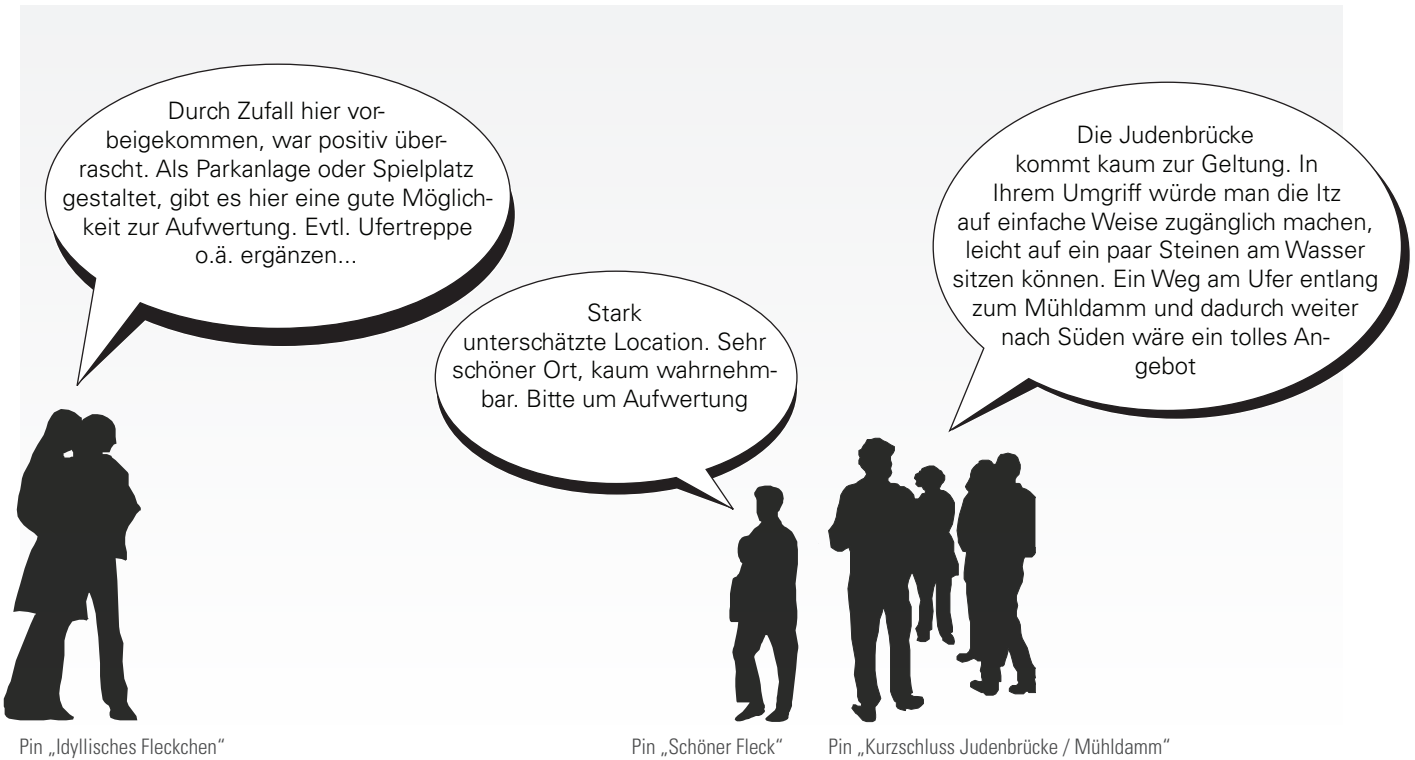 Durch Zufall hier vor-
beigekommen, war positiv über-
rascht. Als Parkanlage oder Spielplatz
gestaltet, gibt es hier eine gute Möglich-
keit zur Aufwertung. Evtl. Ufertreppe
o.ä. ergänzen...
Stark
unterschätzte Location. Sehr
schöner Ort, kaum wahrnehm-
bar. Bitte um Aufwertung
Die Judenbrücke
kommt kaum zur Geltung. In
Ihrem Umgriff würde man die Itz
auf einfache Weise zugänglich machen,
leicht auf ein paar Steinen am Wasser
sitzen können. Ein Weg am Ufer entlang
zum Mühldamm und dadurch weiter
nach Süden wäre ein tolles An-
gebot
Pin „Idyllisches Fleckchen“
Pin „Schöner Fleck“
Pin „Kurzschluss Judenbrücke / Mühldamm“